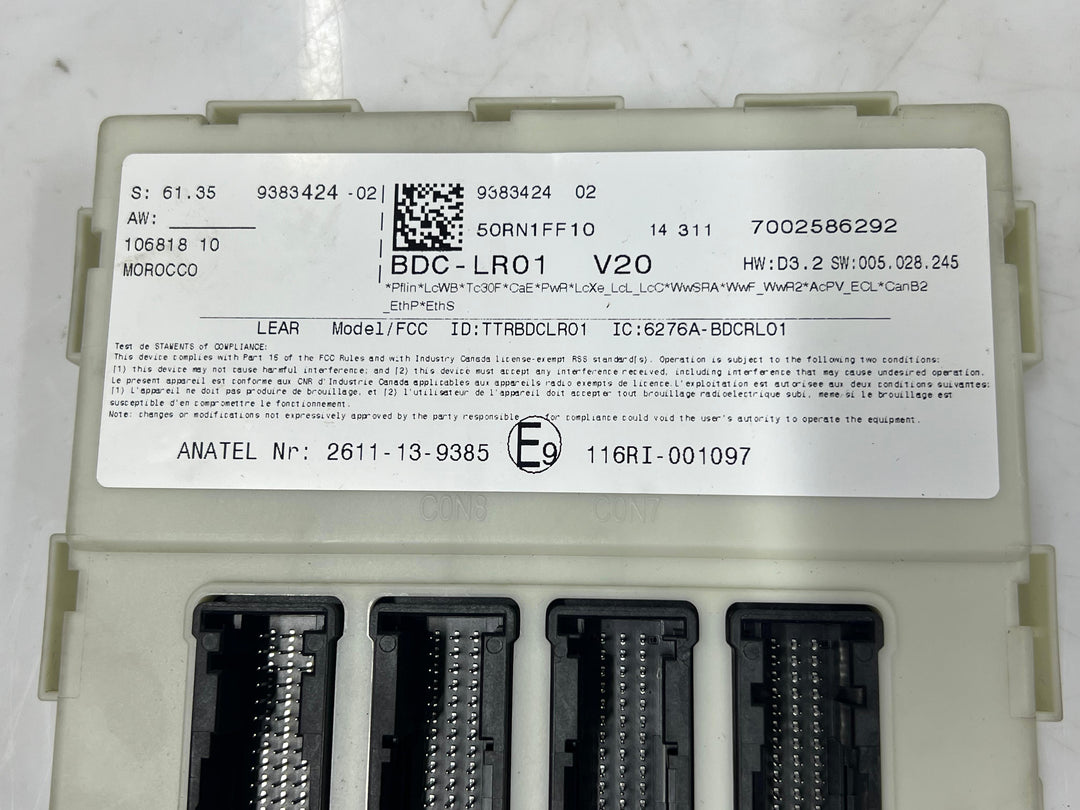 S: 61.35 9383424 -02|
AW: ________
106818 10
MOROCCO
9383424 02
50RN1FF10 14 311 7002586292
BDC-LR01 V20 HW:D3.2 SW:005.028.245
*Pflin*LcWB*Tc30F*CaE*PwR*LcXe_LcL_LcC*WwSRA*WwF_WwR2*AcPV_ECL*CanB2
_EthP*EthS
LEAR Model/FCC ID:TTRBDCLR01 IC:6276A-BDCRL01
Test de STAMENTS of COMPLIANCE:
This device complies with Part 15 of the FCC Rules and with Industry Canada license-exempt RSS standard(s). Operation is subject to the following two conditions:
(1) this device may not cause harmful interference; and (2) this device must accept any interference received, including interference that may cause undesired operation.
Le present appareil est conforme aux CNR d'Industrie Canada applicables aux appareils radio exempts de licence.L'exploitation est autorisee aux deux conditions suivantes:
(1) L'appareil ne doit pas produire de brouillage, et (2) l'utilisateur de l'appareil doit accepter tout brouillage radioelectrique subi, meme si le brouillage est
susceptible d'en compromettre le fonctionnement.
Note: changes or modifications not expressively approved by the party responsible for compliance could void the user's autority to operate the equipment.
ANATEL Nr: 2611-13-9385 E9 116RI-001097
CON8 CON7